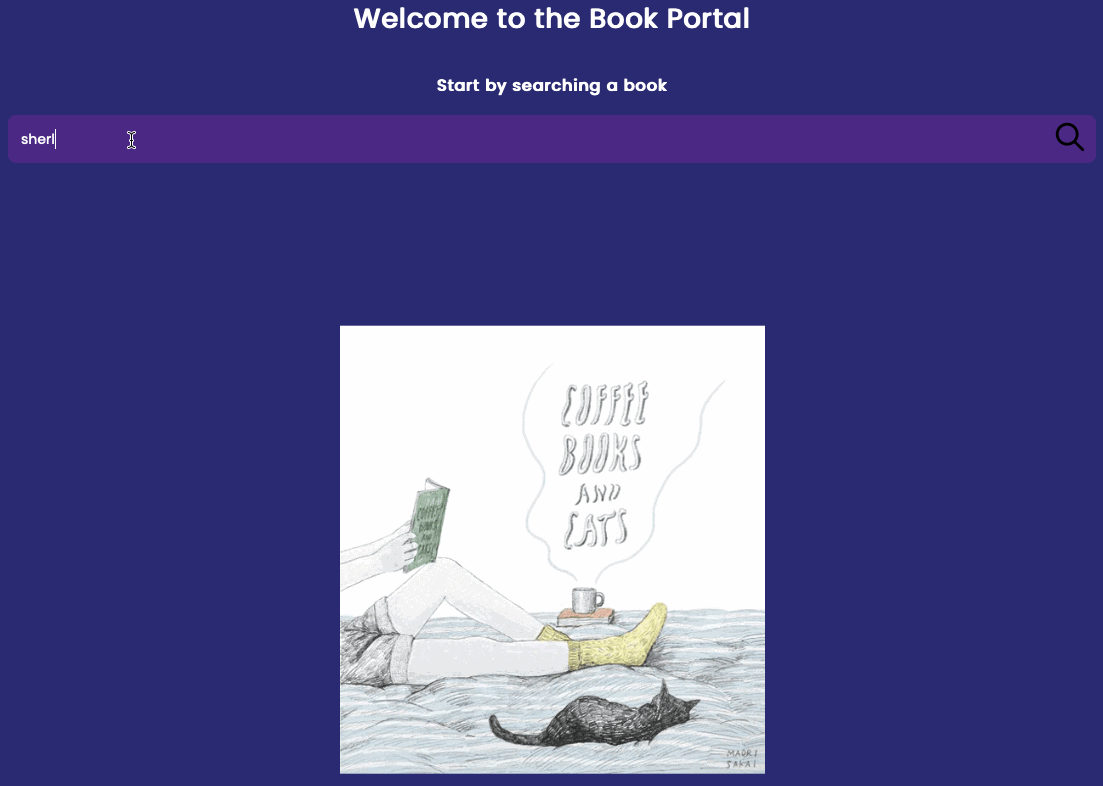 Welcome to the Book Portal
Start by searching a book
sherl
COFFEE
BOOKS
AND
CATS
COFFEE
BOOKS
AND
CATS
MAORI
SAKAI